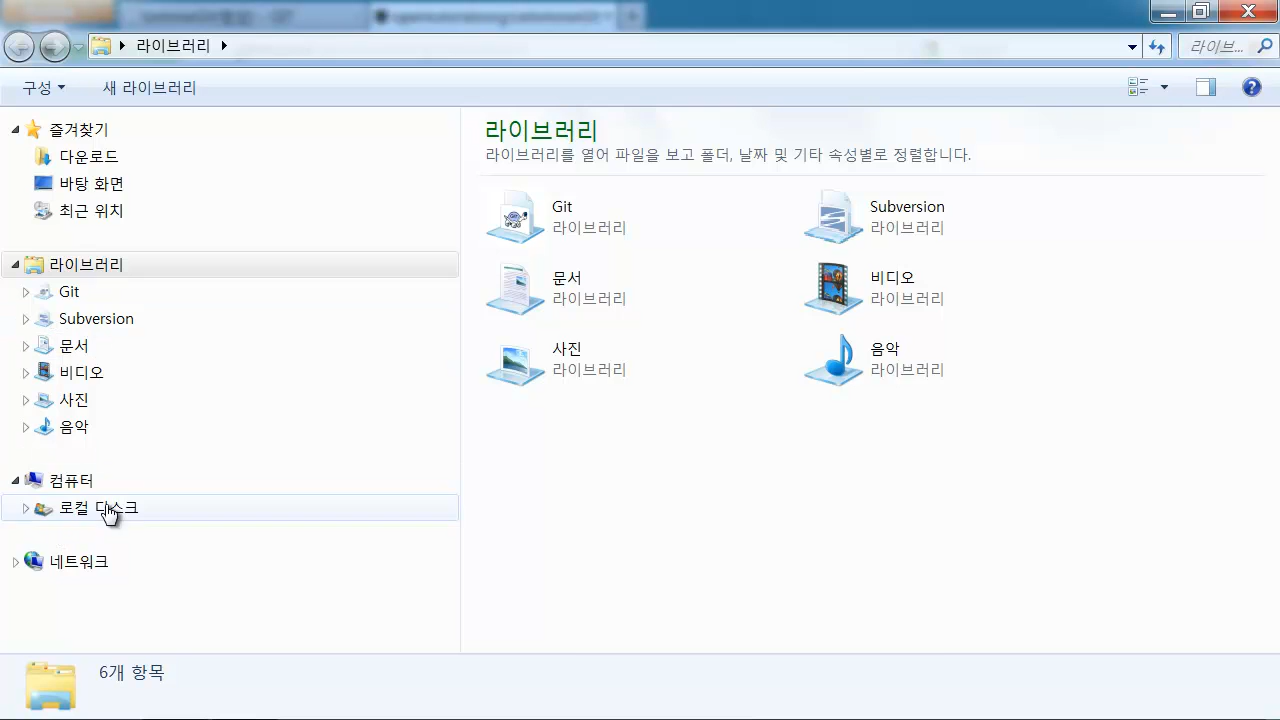 라이브러리
라이브...
구성
새 라이브러리
즐겨찾기
다운로드
바탕 화면
최근 위치
라이브러리
Git
Subversion
문서
비디오
사진
음악
컴퓨터
로컬 디스크
네트워크
라이브러리
라이브러리를 열어 파일을 보고 폴더, 날짜 및 기타 속성별로 정렬합니다.
Git
라이브러리
Subversion
라이브러리
문서
라이브러리
비디오
라이브러리
사진
라이브러리
음악
라이브러리
6개 항목